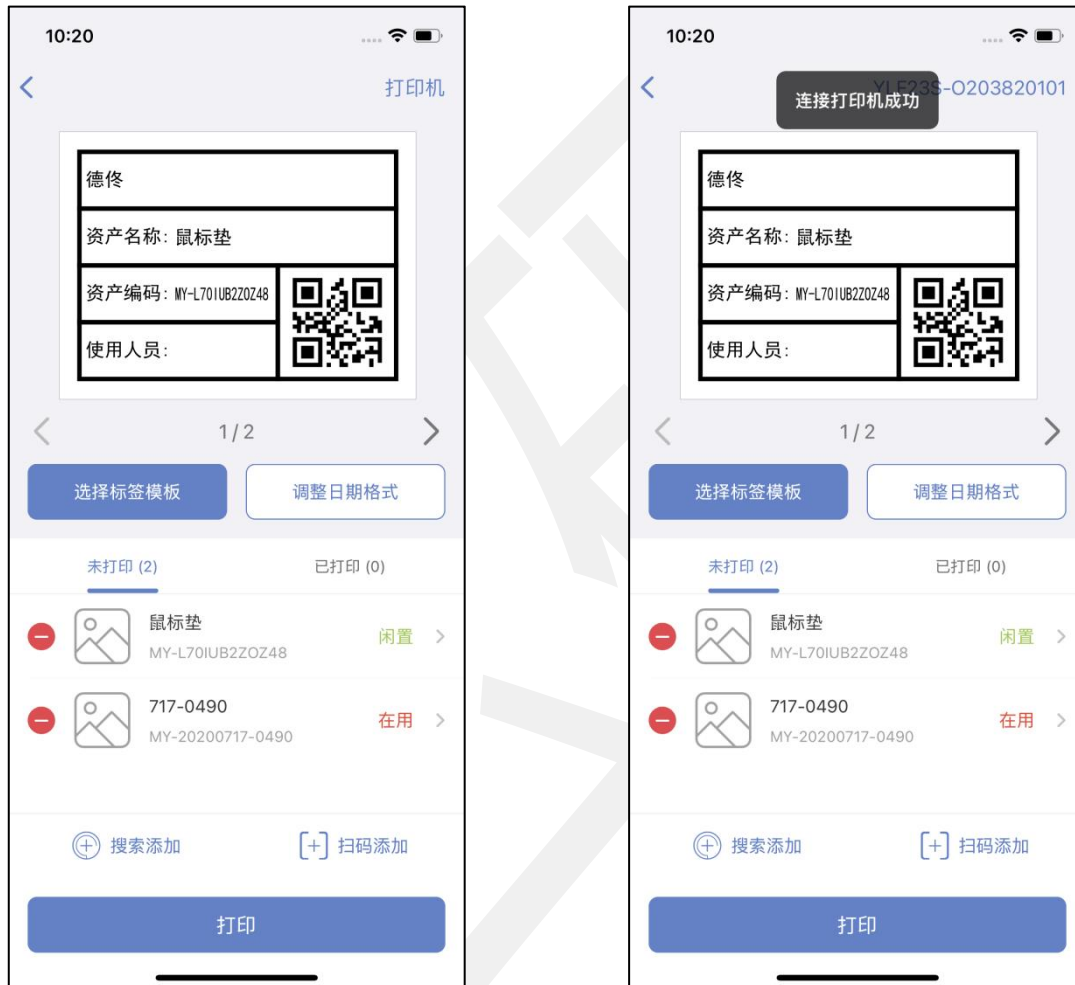 10:20
打印机
德佟
资产名称: 鼠标垫
资产编码: MY-L70IUB2ZOZ48
使用人员:
1 / 2
选择标签模板
调整日期格式
未打印 (2)
已打印 (0)
鼠标垫
MY-L70IUB2ZOZ48
闲置
717-0490
MY-20200717-0490
在用
搜索添加
扫码添加
打印
10:20
连接打印机成功
S-O203820101
德佟
资产名称: 鼠标垫
资产编码: MY-L70IUB2ZOZ48
使用人员:
1 / 2
选择标签模板
调整日期格式
未打印 (2)
已打印 (0)
鼠标垫
MY-L70IUB2ZOZ48
闲置
717-0490
MY-20200717-0490
在用
搜索添加
扫码添加
打印